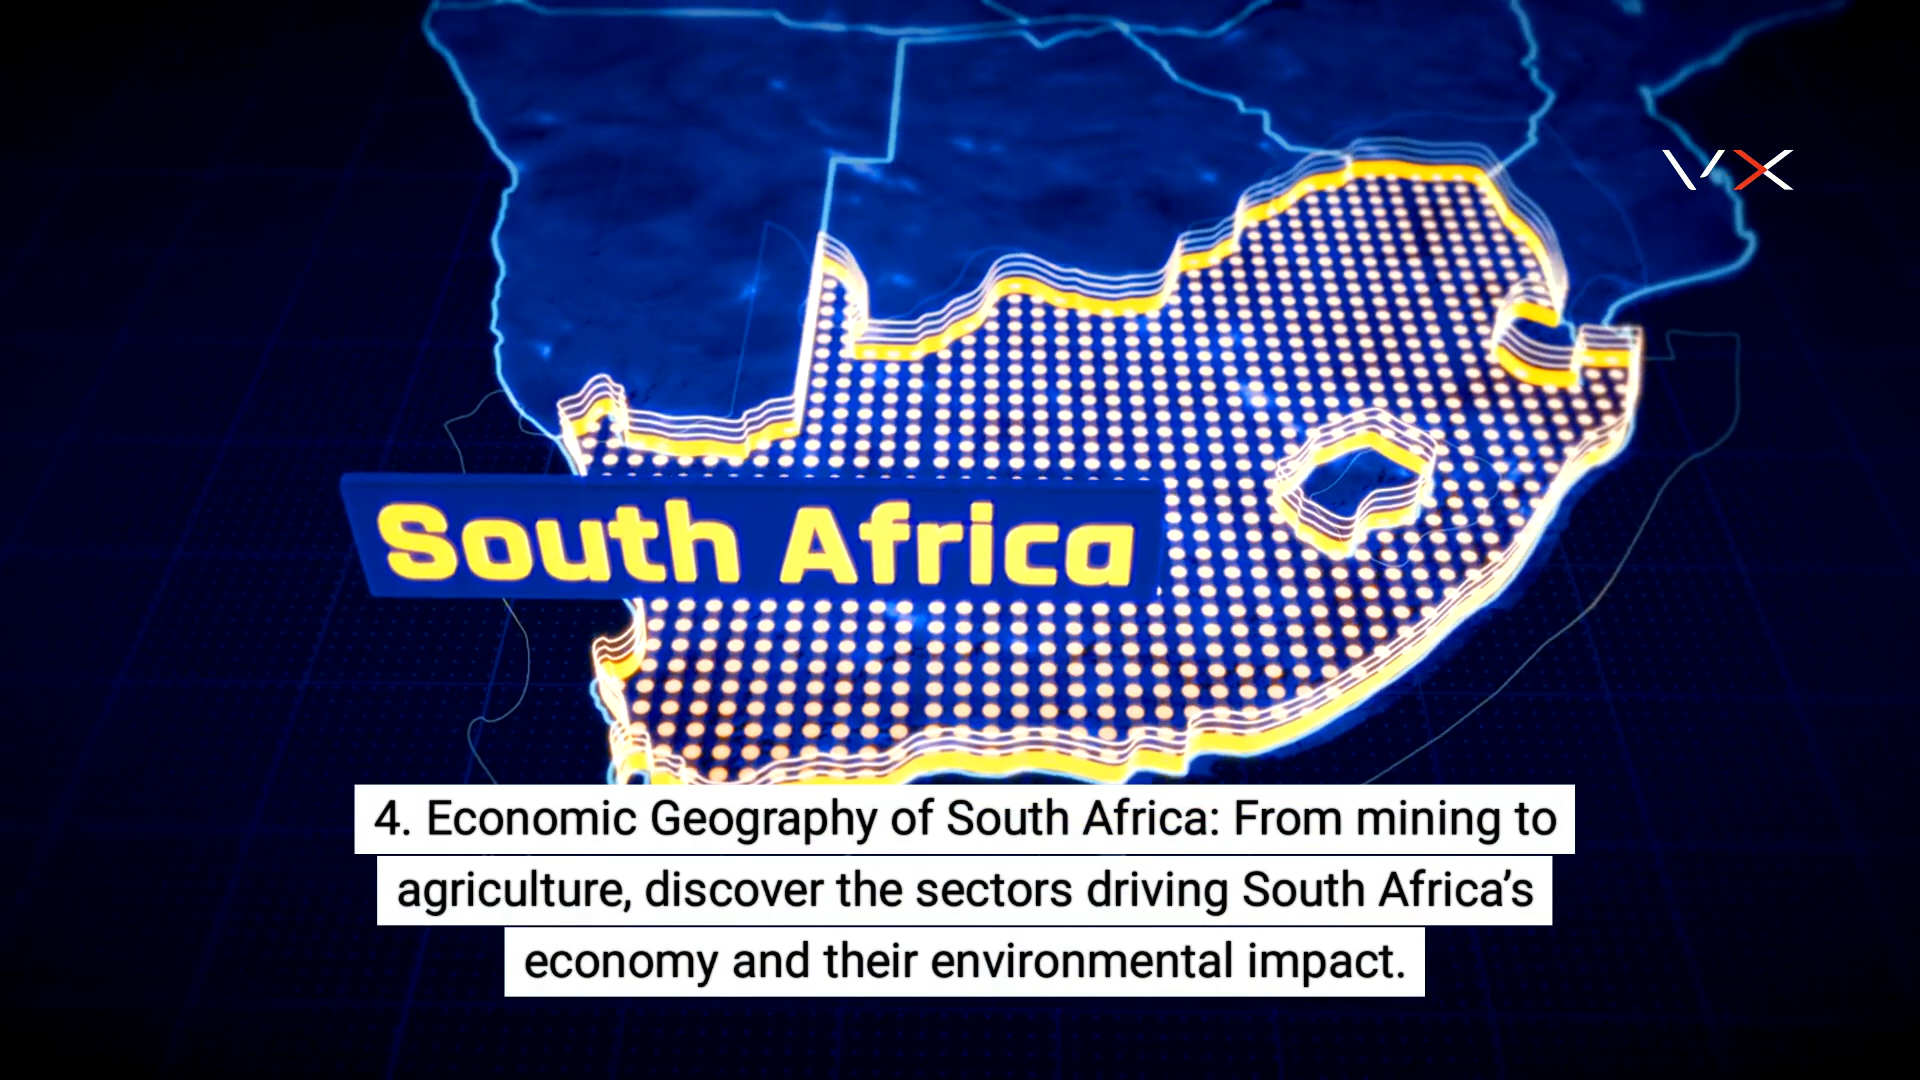 VX
South Africa
4. Economic Geography of South Africa: From mining to
agriculture, discover the sectors driving South Africa’s
economy and their environmental impact.